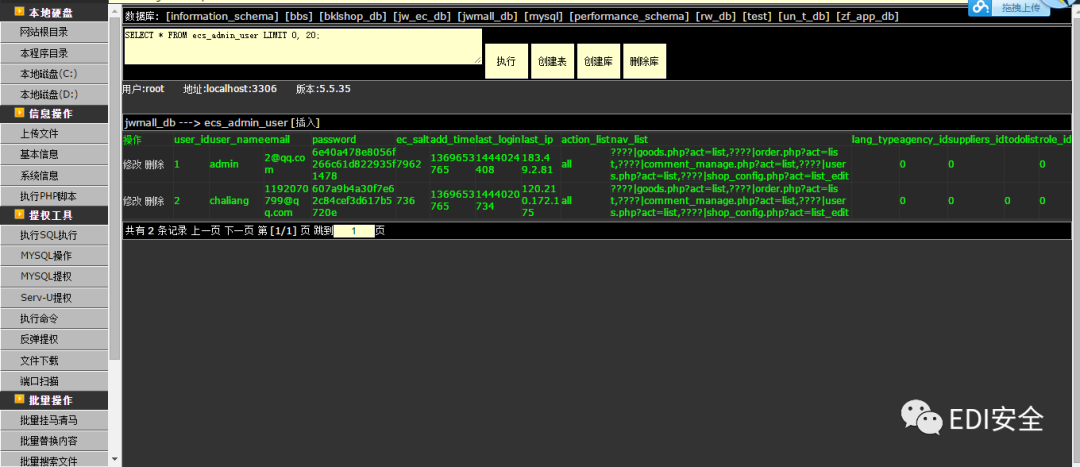 本地硬盘
网站根目录
本程序目录
本地磁盘(C:)
本地磁盘(D:)
信息操作
上传文件
基本信息
系统信息
执行PHP脚本
提权工具
执行SQL执行
MYSQL操作
MYSQL提权
Serv-U提权
执行命令
反弹提权
文件下载
端口扫描
批量操作
批量挂马清马
批量替换内容
批量搜索文件
拖拽上传
数据库: [information_schema] [bbs] [bklshop_db] [jw_ec_db] [jwmall_db] [mysql] [performance_schema] [rw_db] [test] [un_t_db] [zf_app_db]
SELECT * FROM ecs_admin_user LIMIT 0, 20;
执行 创建表 创建库 删除库
用户:root 地址:localhost:3306 版本:5.5.35
jwmall_db ---> ecs_admin_user [插入]
操作 user_id user_name email password ec_salt add_time last_login last_ip action_list nav_list lang_type agency_id suppliers_id todolist role_id
修改 删除 1 admin 2@qq.com 6e40a478e8056f266c61d822935f1478 7962 1369653765 1444024408 183.49.2.81 all ????|goods.php?act=list,????|order.php?act=list,????|comment_manage.php?act=list,????|users.php?act=list,????|shop_config.php?act=list_edit 0 0 0
修改 删除 2 chaliang 1192070799@qq.com 607a9b4a30f7e62c84cef3d617b5720e 736 1369653765 1444020734 120.210.172.175 all ????|goods.php?act=list,????|order.php?act=list,????|comment_manage.php?act=list,????|users.php?act=list,????|shop_config.php?act=list_edit 0 0 0
共有 2 条记录 上一页 下一页 第 [1/1] 页 跳到 1 页
EDI安全